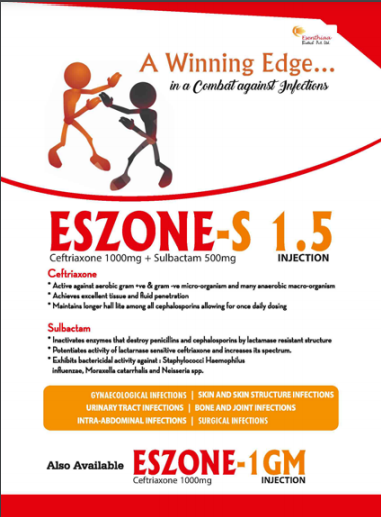 A Winning Edge...
in a Combat against Infections
ESZONE-S 1.5
Ceftriaxone 1000mg + Sulbactam 500mg
INJECTION
Ceftriaxone
* Active against aerobic gram +ve & gram -ve micro-organism and many anaerobic macro-organism
* Achieves excellent tissue and fluid penetration
* Maintains longer hall lite among all cephalosporins allowing for once daily dosing
Sulbactam
* Inactivates enzymes that destroy penicillins and cephalosporins by lactamase resistant structure
* Potentiates activity of lactarnase sensitive ceftriaxone and increases its spectrum.
* Exhibits bactericidal activity against : Staphylococci Haemophilus
influenzae, Moraxella catarrhalis and Neisseria spp.
GYNAECOLOGICAL INFECTIONS | SKIN AND SKIN STRUCTURE INFECTIONS
URINARY TRACT INFECTIONS | BONE AND JOINT INFECTIONS
INTRA-ABDOMINAL INFECTIONS | SURGICAL INFECTIONS
Also Available ESZONE-1GM
Ceftriaxone 1000mg
INJECTION